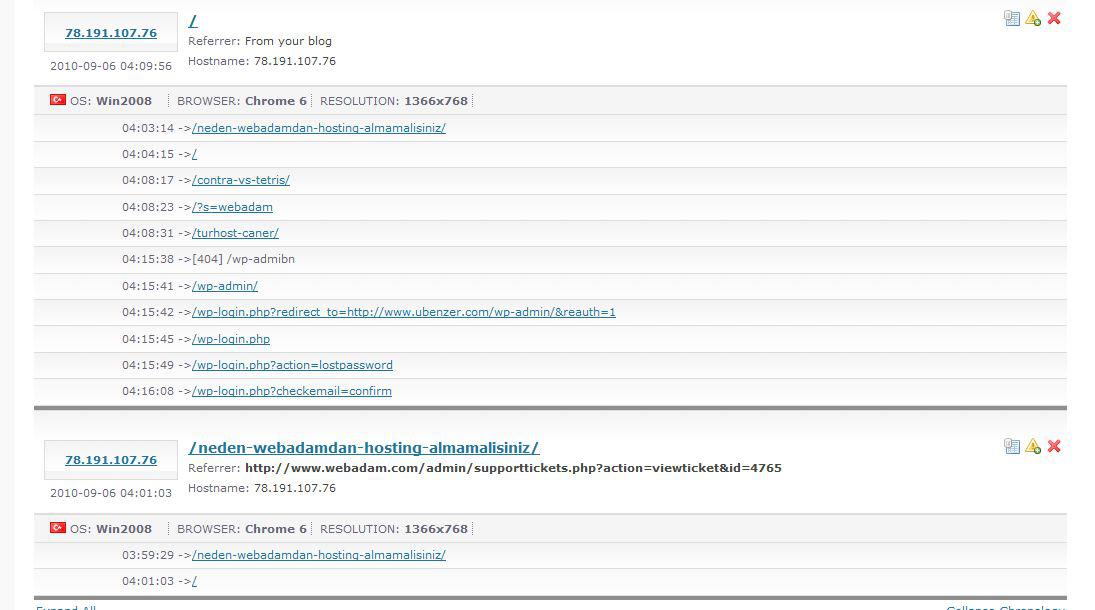 78.191.107.76
/
Referrer: From your blog
2010-09-06 04:09:56
Hostname: 78.191.107.76
OS: Win2008 BROWSER: Chrome 6 RESOLUTION: 1366x768
04:03:14 ->/neden-webadamdan-hosting-almamalisiniz/
04:04:15 ->/
04:08:17 ->/contra-vs-tetris/
04:08:23 ->/?s=webadam
04:08:31 ->/turhost-caner/
04:15:38 ->[404] /wp-admibn
04:15:41 ->/wp-admin/
04:15:42 ->/wp-login.php?redirect_to=http://www.ubenzer.com/wp-admin/&reauth=1
04:15:45 ->/wp-login.php
04:15:49 ->/wp-login.php?action=lostpassword
04:16:08 ->/wp-login.php?checkemail=confirm
78.191.107.76
/neden-webadamdan-hosting-almamalisiniz/
Referrer: http://www.webadam.com/admin/supporttickets.php?action=viewticket&id=4765
2010-09-06 04:01:03
Hostname: 78.191.107.76
OS: Win2008 BROWSER: Chrome 6 RESOLUTION: 1366x768
03:59:29 ->/neden-webadamdan-hosting-almamalisiniz/
04:01:03 ->/
Expand All
Collapse Chronology